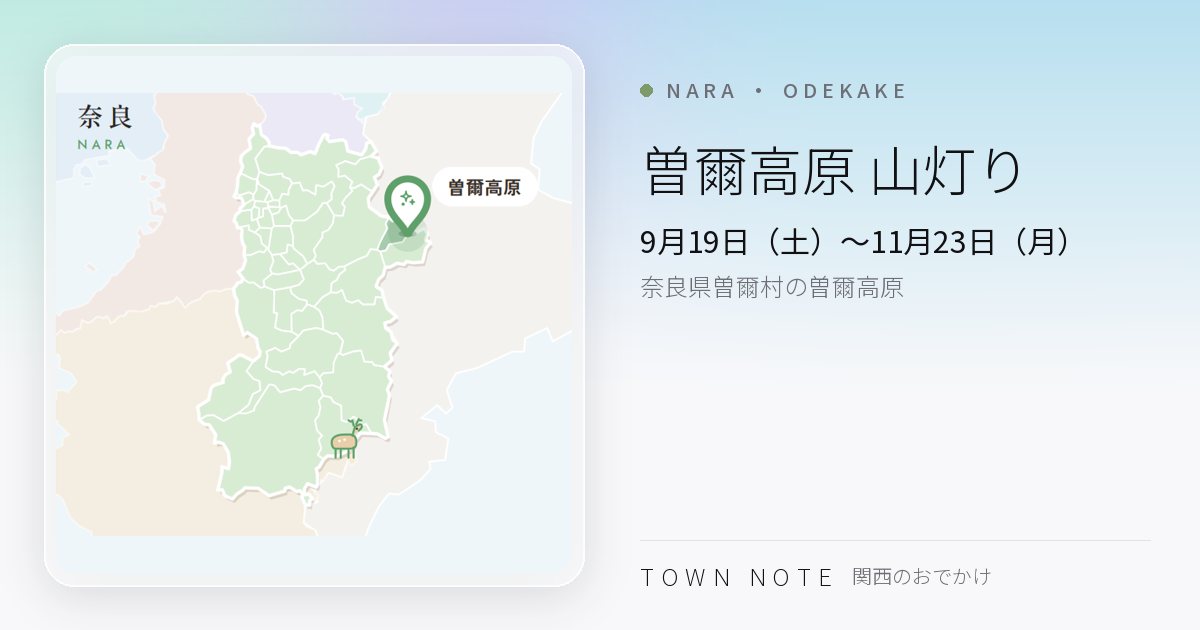 奈良
NARA
曽爾高原
NARA • ODEKAKE
曽爾高原 山灯り
9月19日（土）〜11月23日（月）
奈良県曽爾村の曽爾高原
TOWN NOTE 関西のおでかけ